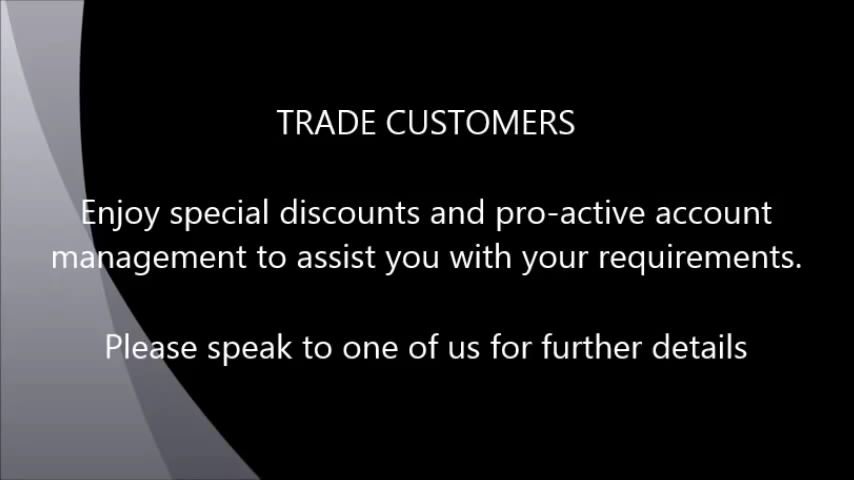 TRADE CUSTOMERS
Enjoy special discounts and pro-active account
management to assist you with your requirements.
Please speak to one of us for further details